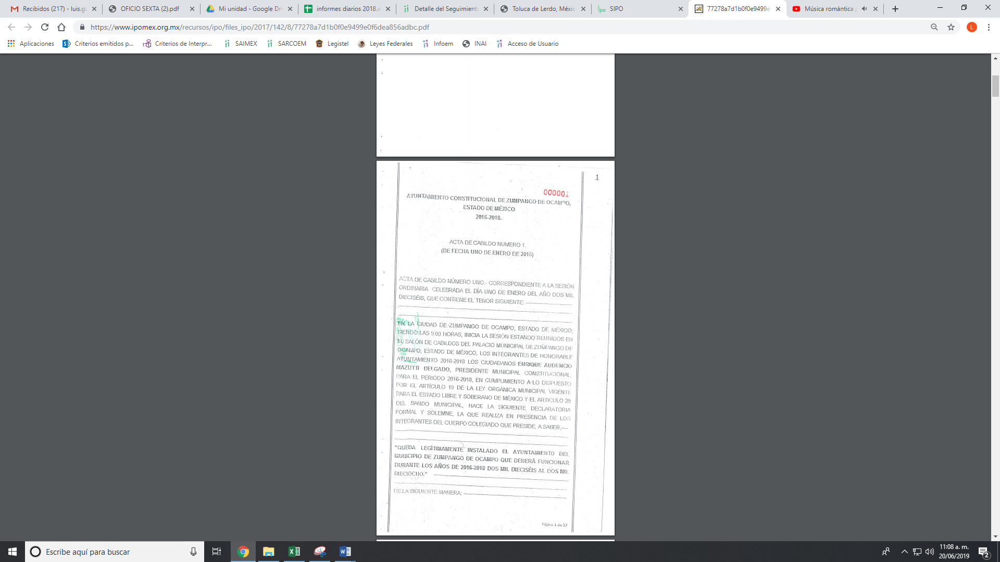 Recibidos (217) - luis.gu
OFICIO SEXTA (2).pdf
Mi unidad - Google Dri
informes diarios 2018.x
Detalle del Seguimiento
Toluca de Lerdo, Méxic
SIPO
77278a7d1b0f0e9499e
Música romántica p
https://www.ipomex.org.mx/recursos/ipo/files_ipo/2017/142/8/77278a7d1b0f0e9499e0f6dea856adbc.pdf
L
Aplicaciones
Criterios emitidos p...
Criterios de Interpr...
SAIMEX
SARCOEM
Legistel
Leyes Federales
Infoem
INAI
Acceso de Usuario
1
000001
AYUNTAMIENTO CONSTITUCIONAL DE ZUMPANGO DE OCAMPO,
ESTADO DE MÉXICO
2016-2018.
ACTA DE CABILDO NUMERO 1.
(DE FECHA UNO DE ENERO DE 2016)
ACTA DE CABILDO NÚMERO UNO.- CORRESPONDIENTE A LA SESIÓN
ORDINARIA CELEBRADA EL DÍA UNO DE ENERO DEL AÑO DOS MIL
DIECISÉIS, QUE CONTIENE EL TENOR SIGUIENTE:
EN LA CIUDAD DE ZUMPANGO DE OCAMPO, ESTADO DE MÉXICO;
SIENDO LAS 9:00 HORAS, INICIA LA SESIÓN ESTANDO REUNIDOS EN
EL SALÓN DE CABILDOS DEL PALACIO MUNICIPAL DE ZUMPANGO DE
OCAMPO, ESTADO DE MÉXICO, LOS INTEGRANTES DE HONORABLE
AYUNTAMIENTO 2016-2018 LOS CIUDADANOS ENRIQUE AUDENCIO
MAZUTTI DELGADO, PRESIDENTE MUNICIPAL CONSTITUCIONAL,
PARA EL PERIODO 2016-2018, EN CUMPLIMIENTO A LO DISPUESTO
POR EL ARTÍCULO 19 DE LA LEY ORGÁNICA MUNICIPAL VIGENTE
PARA EL ESTADO LIBRE Y SOBERANO DE MÉXICO Y EL ARTICULO 29
DEL BANDO MUNICIPAL, HACE LA SIGUIENTE DECLARATORIA
FORMAL Y SOLEMNE, LA QUE REALIZA EN PRESENCIA DE LOS
INTEGRANTES DEL CUERPO COLEGIADO QUE PRESIDE, A SABER;
"QUEDA LEGÍTIMAMENTE INSTALADO EL AYUNTAMIENTO DEL
MUNICIPIO DE ZUMPANGO DE OCAMPO QUE DEBERÁ FUNCIONAR
DURANTE LOS AÑOS DE 2016-2018 DOS MIL DIECISÉIS AL DOS MIL
DIECIOCHO."
DE LA SIGUIENTE MANERA:
Página 1 de 27
Escribe aquí para buscar
11:08 a. m.
20/06/2019
2